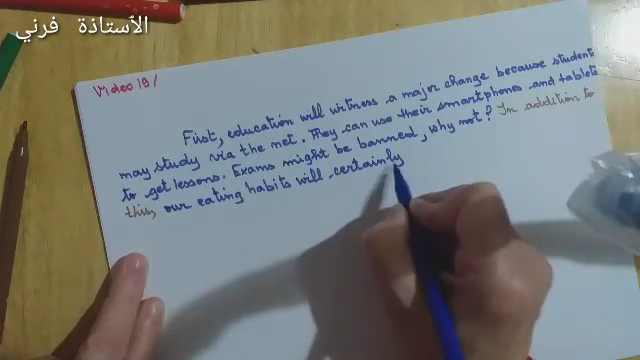 الأستاذة فرني
Video 19/
First, education will witness a major change because students
may study via the net. They can use their smartphones and tablets
to get lessons. Exams might be banned, why not? In addition to
this, our eating habits will certainly